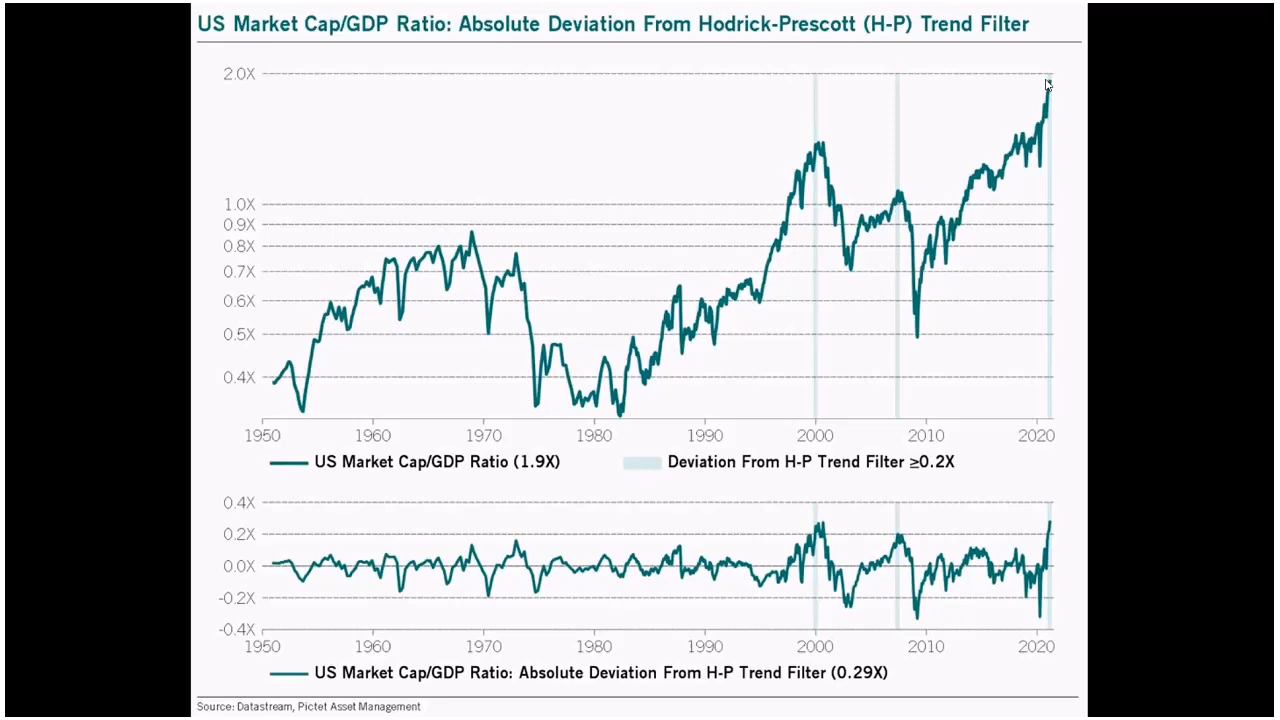 US Market Cap/GDP Ratio: Absolute Deviation From Hodrick-Prescott (H-P) Trend Filter
2.0X
1.0X
0.9X
0.8X
0.7X
0.6X
0.5X
0.4X
1950 1960 1970 1980 1990 2000 2010 2020
US Market Cap/GDP Ratio (1.9X) Deviation From H-P Trend Filter ≥0.2X
0.4X
0.2X
0.0X
-0.2X
-0.4X
1950 1960 1970 1980 1990 2000 2010 2020
US Market Cap/GDP Ratio: Absolute Deviation From H-P Trend Filter (0.29X)
Source: Datastream, Pictet Asset Management